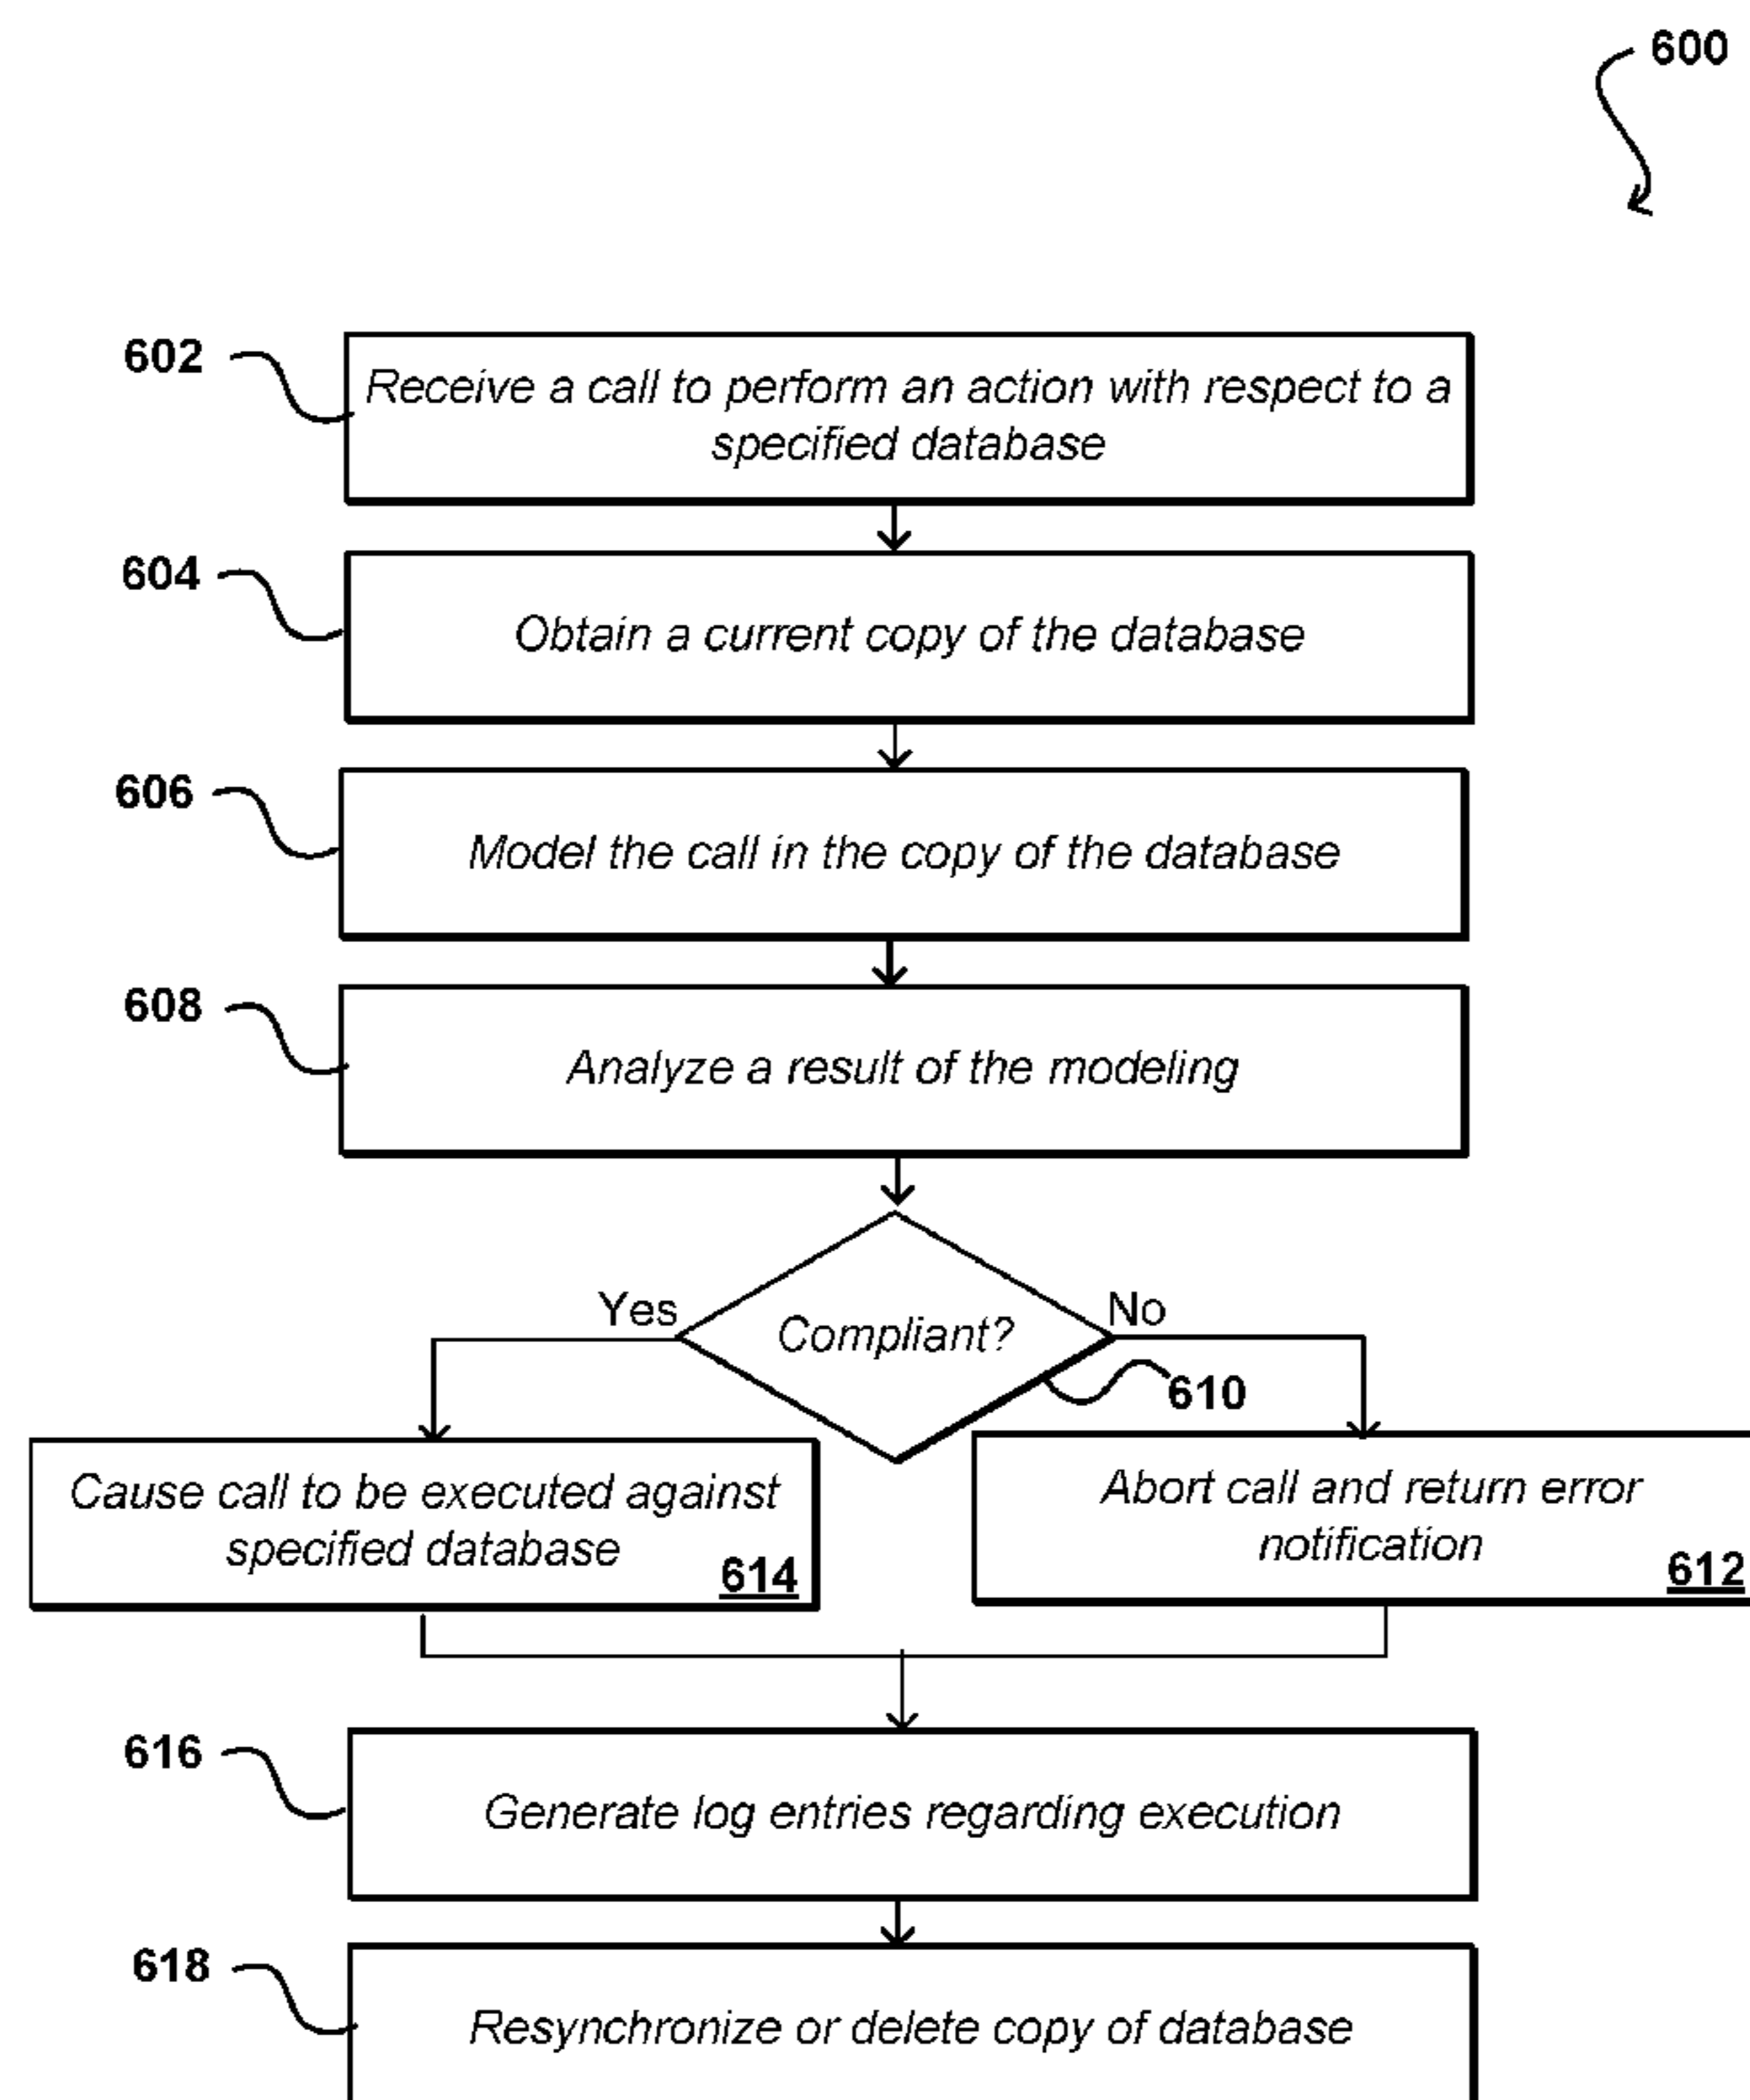 600
602
Receive a call to perform an action with respect to a
specified database
604
Obtain a current copy of the database
606
Model the call in the copy of the database
608
Analyze a result of the modeling
Yes
Compliant?
No
610
Cause call to be executed against
specified database
614
Abort call and return error
notification
612
616
Generate log entries regarding execution
618
Resynchronize or delete copy of database